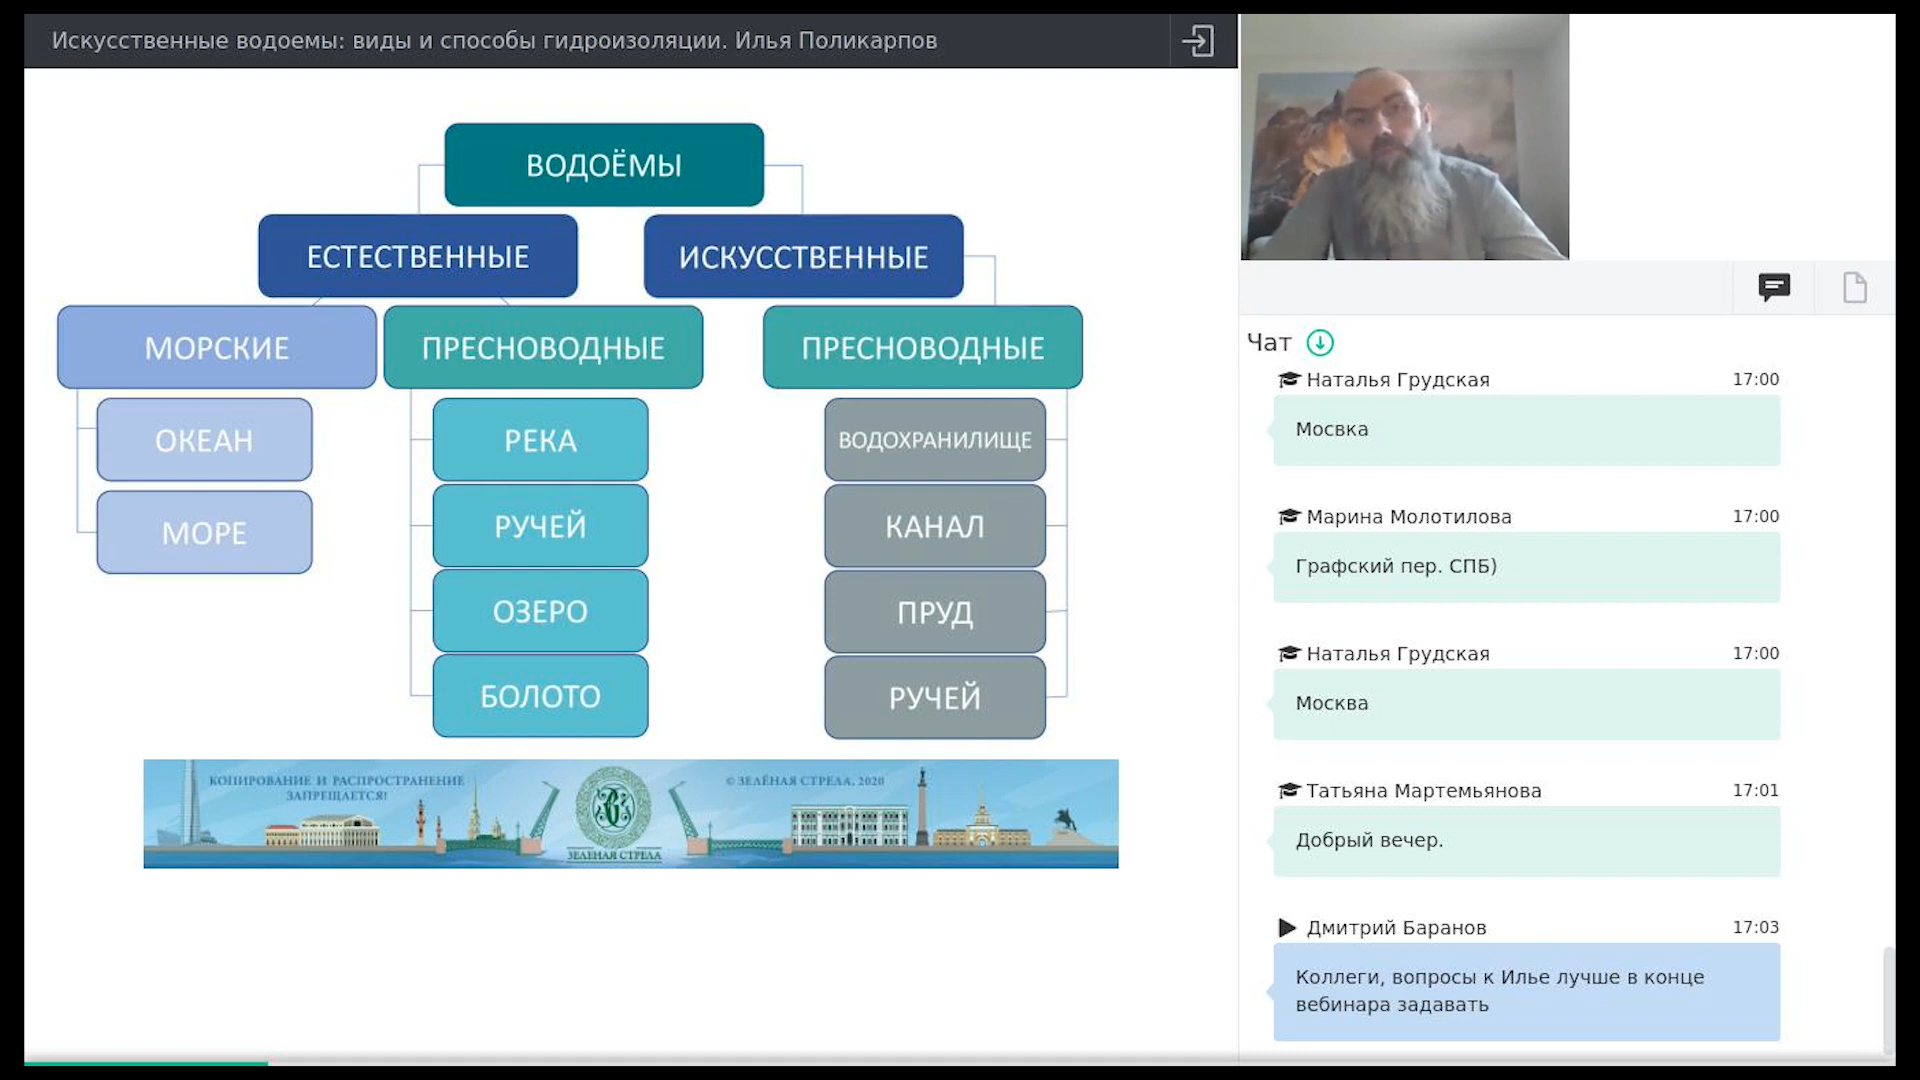 Искусственные водоемы: виды и способы гидроизоляции. Илья Поликарпов
ВОДОЁМЫ
ЕСТЕСТВЕННЫЕ
ИСКУССТВЕННЫЕ
МОРСКИЕ
ПРЕСНОВОДНЫЕ
ПРЕСНОВОДНЫЕ
ОКЕАН
МОРЕ
РЕКА
РУЧЕЙ
ОЗЕРО
БОЛОТО
ВОДОХРАНИЛИЩЕ
КАНАЛ
ПРУД
РУЧЕЙ
КОПИРОВАНИЕ И РАСПРОСТРАНЕНИЕ
ЗАПРЕЩАЕТСЯ!
© ЗЕЛЁНАЯ СТРЕЛА, 2020
ЗЕЛЕНАЯ СТРЕЛА
Чат
Наталья Грудская 17:00
Мосвка
Марина Молотилова 17:00
Графский пер. СПБ)
Наталья Грудская 17:00
Москва
Татьяна Мартемьянова 17:01
Добрый вечер.
Дмитрий Баранов 17:03
Коллеги, вопросы к Илье лучше в конце
вебинара задавать